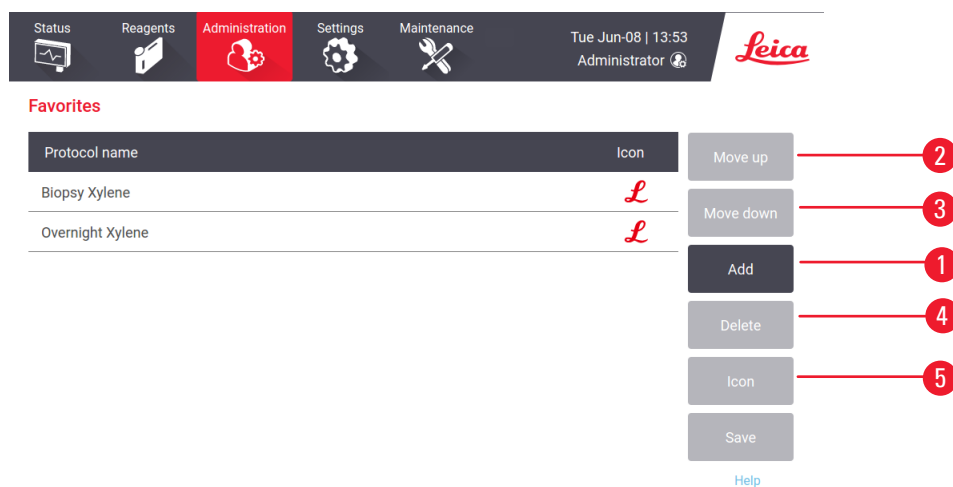 Status Reagents Administration Settings Maintenance
Tue Jun-08 | 13:53
Administrator
Leica
Favorites
Protocol name Icon
Biopsy Xylene L
Overnight Xylene L
Move up 2
Move down 3
Add 1
Delete 4
Icon 5
Save
Help